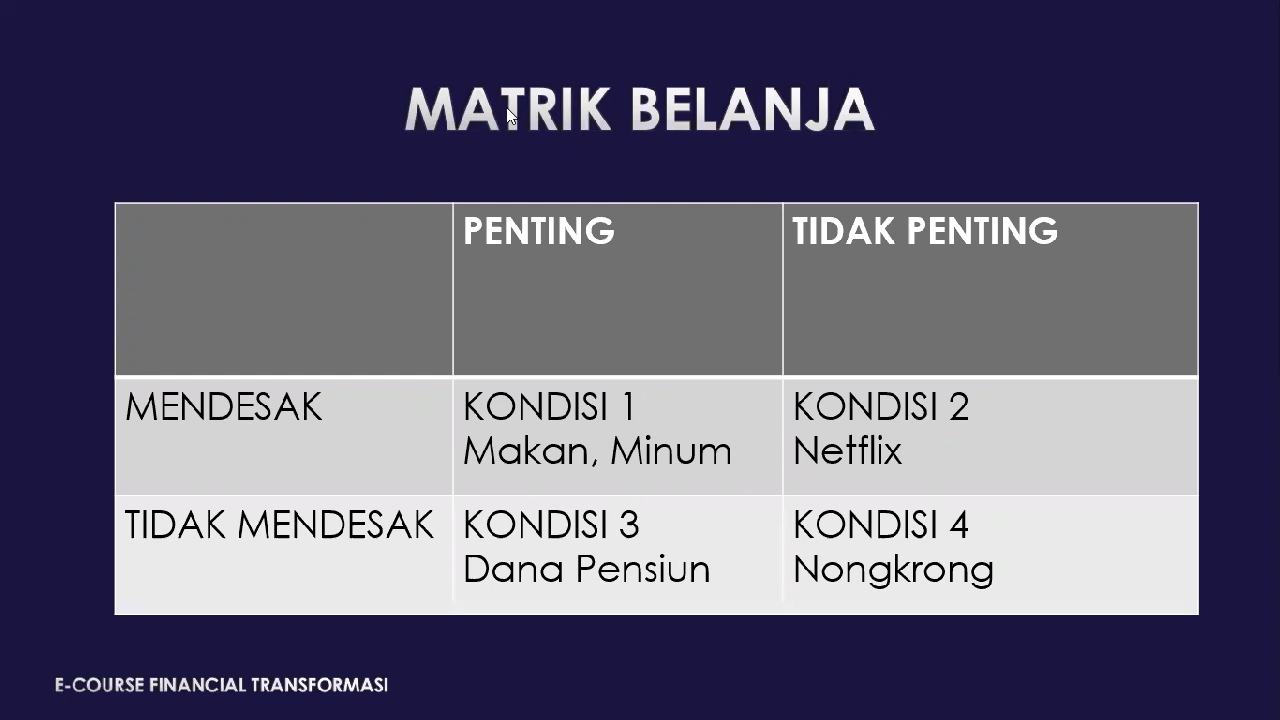 MATRIK BELANJA
PENTING
TIDAK PENTING
MENDESAK
KONDISI 1
Makan, Minum
KONDISI 2
Netflix
TIDAK MENDESAK
KONDISI 3
Dana Pensiun
KONDISI 4
Nongkrong
E-COURSE FINANCIAL TRANSFORMASI